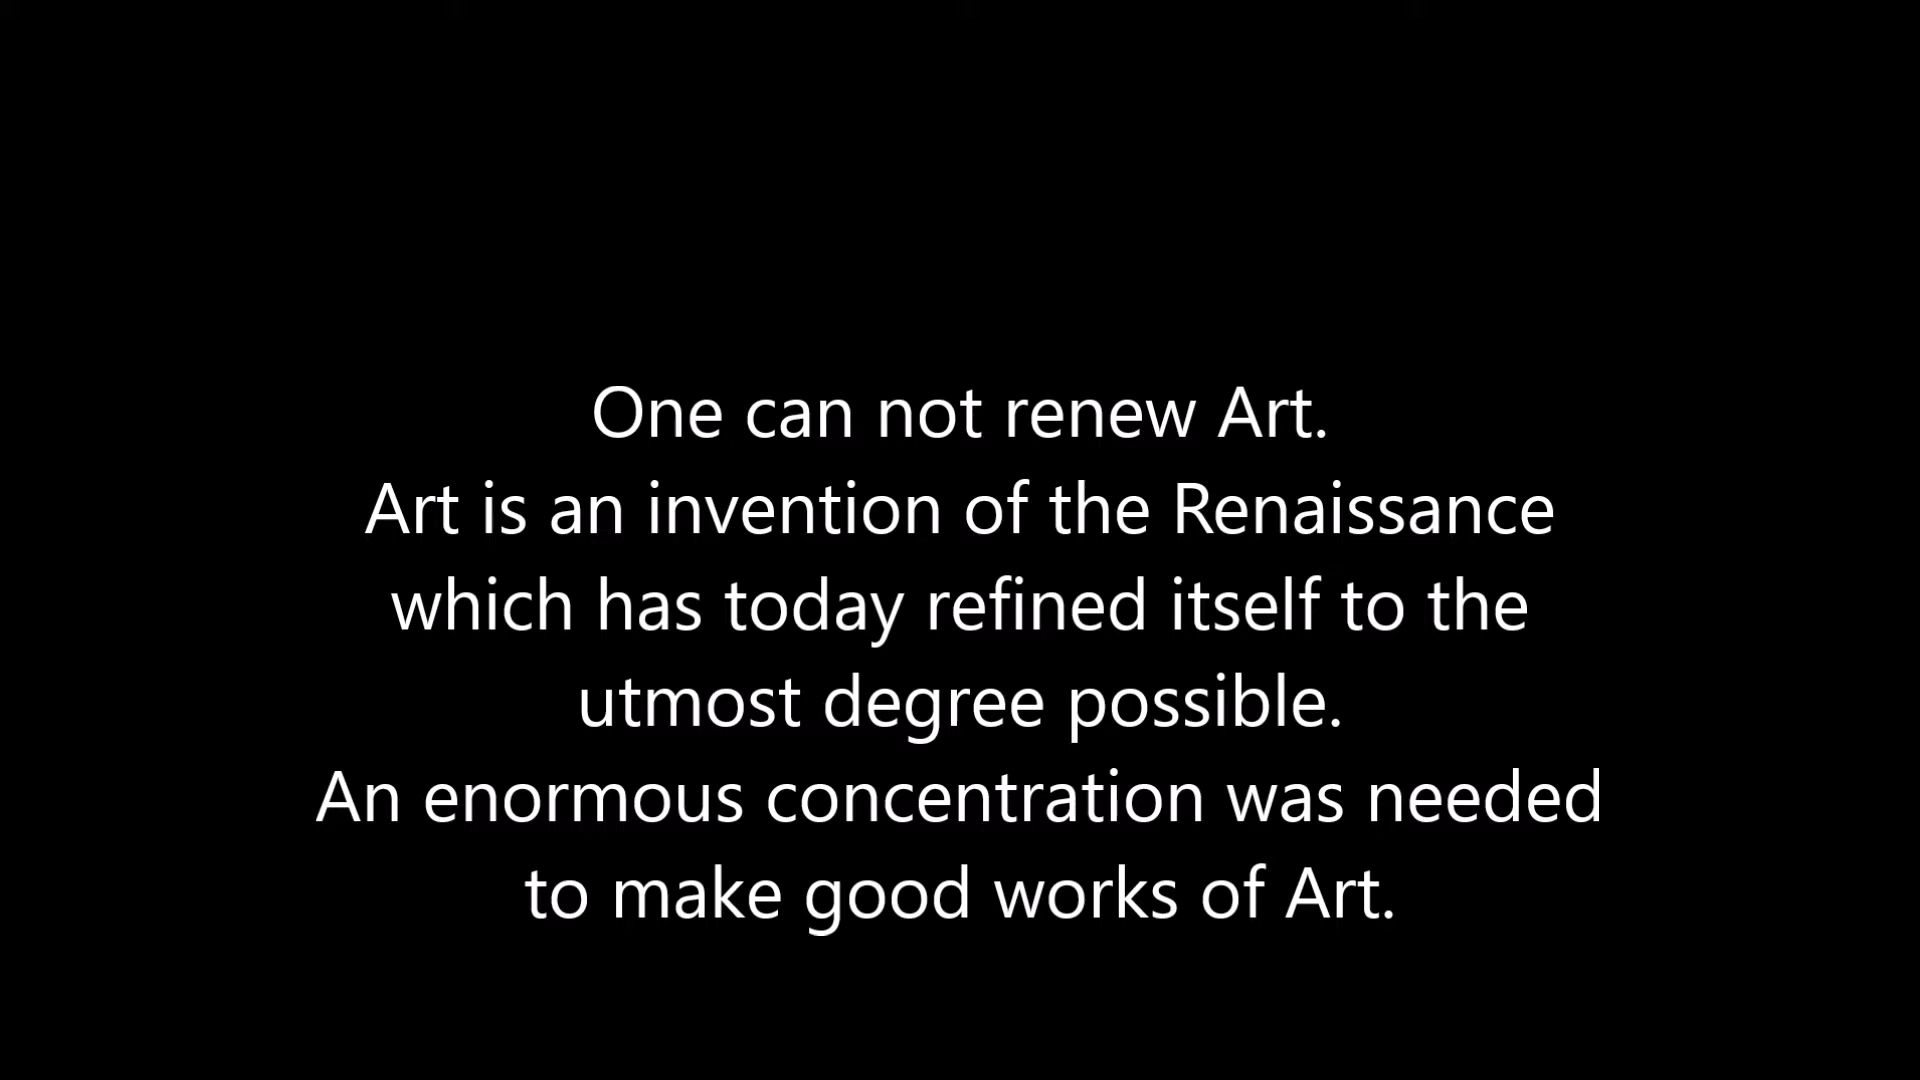 One can not renew Art.
Art is an invention of the Renaissance
which has today refined itself to the
utmost degree possible.
An enormous concentration was needed
to make good works of Art.